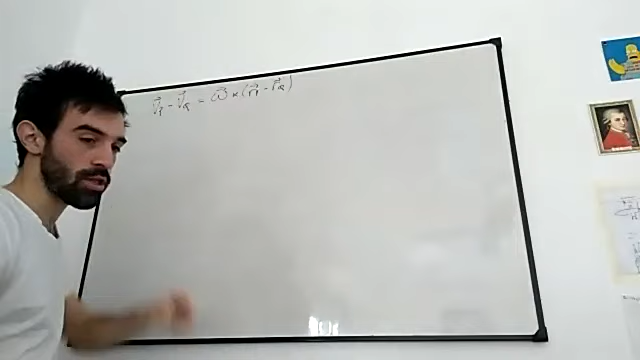 v⃗_P - v⃗_Q = ω⃗ × (r⃗_P - r⃗_Q)